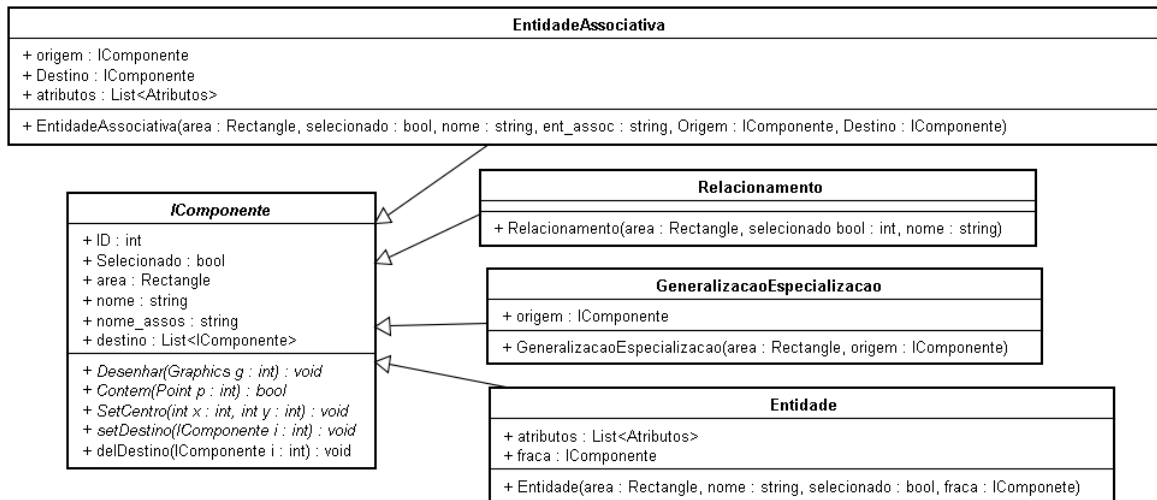 EntidadeAssociativa
+ origem : IComponente
+ Destino : IComponente
+ atributos : List<Atributos>
+ EntidadeAssociativa(area : Rectangle, selecionado : bool, nome : string, ent_assoc : string, Origem : IComponente, Destino : IComponente)
IComponente
+ ID : int
+ Selecionado : bool
+ area : Rectangle
+ nome : string
+ nome_assos : string
+ destino : List<IComponente>
+ Desenhar(Graphics g : int) : void
+ Contem(Point p : int) : bool
+ SetCentro(int x : int, int y : int) : void
+ setDestino(IComponente i : int) : void
+ delDestino(IComponente i : int) : void
Relacionamento
+ Relacionamento(area : Rectangle, selecionado bool : int, nome : string)
GeneralizacaoEspecializacao
+ origem : IComponente
+ GeneralizacaoEspecializacao(area : Rectangle, origem : IComponente)
Entidade
+ atributos : List<Atributos>
+ fraca : IComponente
+ Entidade(area : Rectangle, nome : string, selecionado : bool, fraca : IComponete)